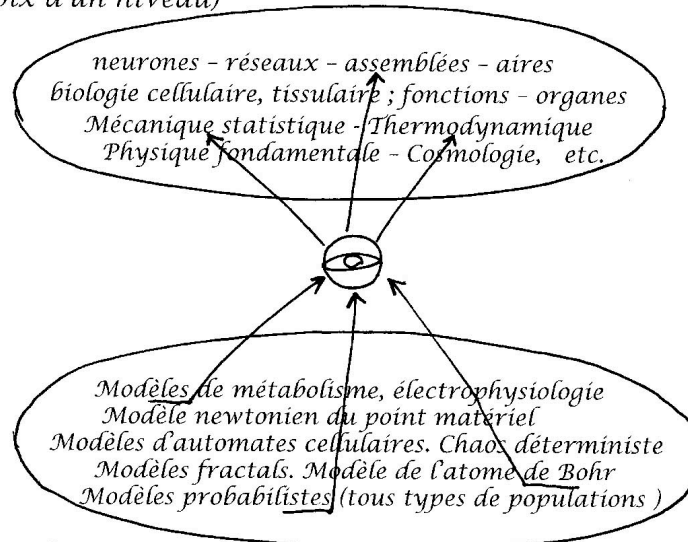 d'un niveau)
neurones – réseaux – assemblées – aires
biologie cellulaire, tissulaire ; fonctions – organes
Mécanique statistique - Thermodynamique
Physique fondamentale – Cosmologie, etc.
Modèles de métabolisme, électrophysiologie
Modèle newtonien du point matériel
Modèles d'automates cellulaires. Chaos déterministe
Modèles fractals. Modèle de l'atome de Bohr
Modèles probabilistes (tous types de populations )